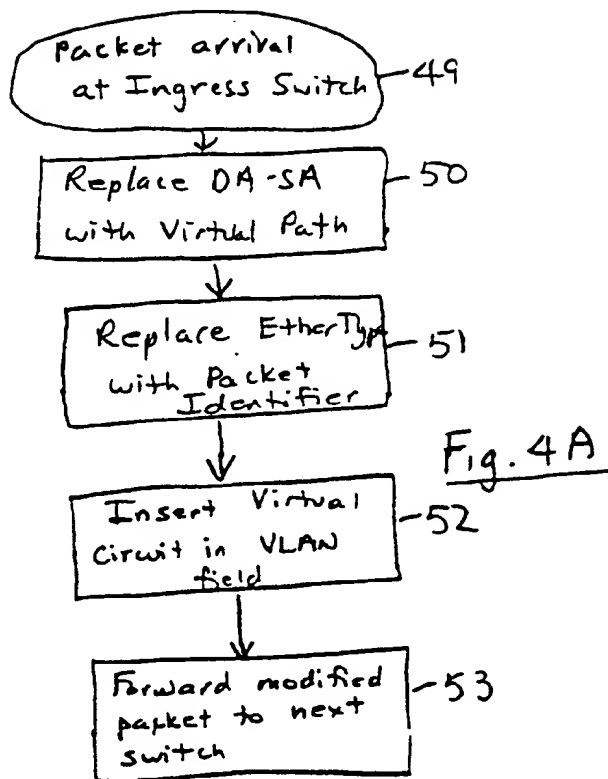 Packet arrival
at Ingress Switch
49
Replace DA-SA
with Virtual Path
50
Replace EtherType
with Packet
Identifier
51
Fig. 4A
Insert Virtual
Circuit in VLAN
field
52
Forward modified
packet to next
switch
53